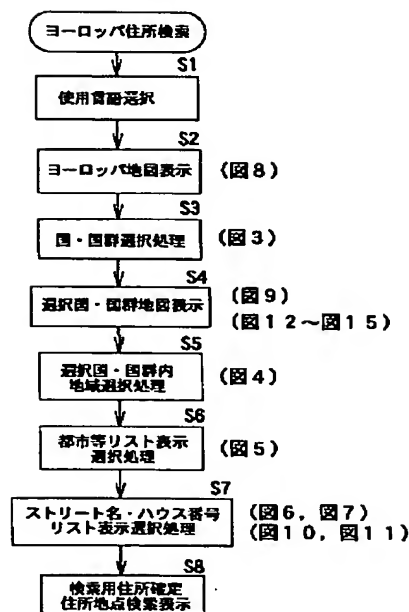 ヨーロッパ住所検索
S1
使用言語選択
S2
ヨーロッパ地図表示
(図8)
S3
国・国群選択処理
(図3)
S4
選択国・国群地図表示
(図9)
(図12～図15)
S5
選択国・国群内
地域選択処理
(図4)
S6
都市等リスト表示
選択処理
(図5)
S7
ストリート名・ハウス番号
リスト表示選択処理
(図6，図7)
(図10，図11)
S8
検索用住所確定
住所地点検索表示